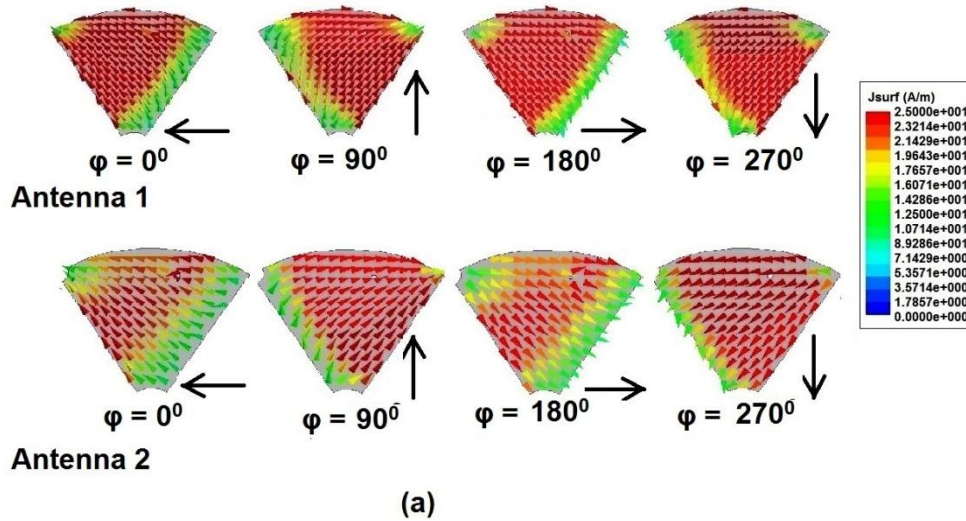 φ = 0⁰ φ = 90⁰ φ = 180⁰ φ = 270⁰
Antenna 1
φ = 0⁰ φ = 90⁰ φ = 180⁰ φ = 270⁰
Antenna 2
(a)
Jsurf (A/m)
2.5000e+001
2.3214e+001
2.1429e+001
1.9643e+001
1.7857e+001
1.6071e+001
1.4286e+001
1.2500e+001
1.0714e+001
8.9286e+000
7.1429e+000
5.3571e+000
3.5714e+000
1.7857e+000
0.0000e+000